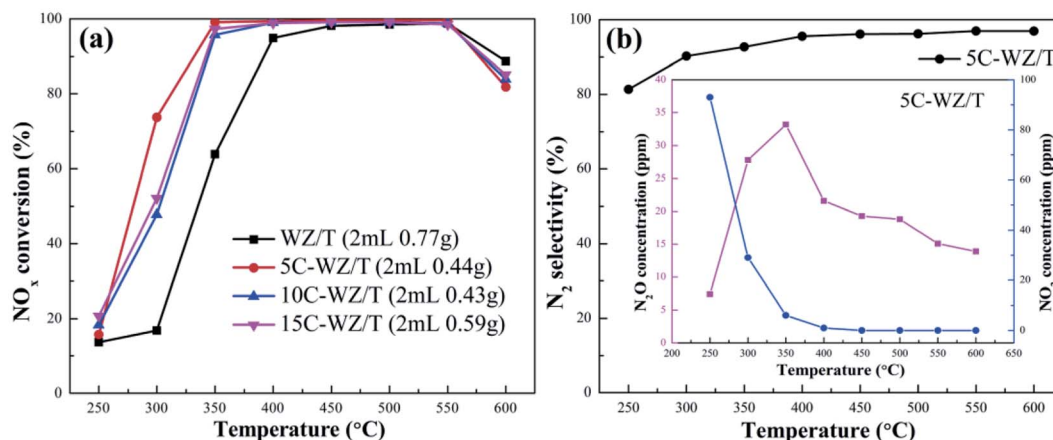 (a)
NOx conversion (%)
100
80
60
40
20
0
250 300 350 400 450 500 550 600
Temperature (°C)
WZ/T (2mL 0.77g)
5C-WZ/T (2mL 0.44g)
10C-WZ/T (2mL 0.43g)
15C-WZ/T (2mL 0.59g)
(b)
N2 selectivity (%)
100
80
60
40
20
0
250 300 350 400 450 500 550 600
Temperature (°C)
5C-WZ/T
5C-WZ/T
N2O concentration (ppm)
40
35
30
25
20
15
10
5
0
200 250 300 350 400 450 500 550 600 650
Temperature (°C)
100
80
60
40
20
0
NOx concentration (ppm)